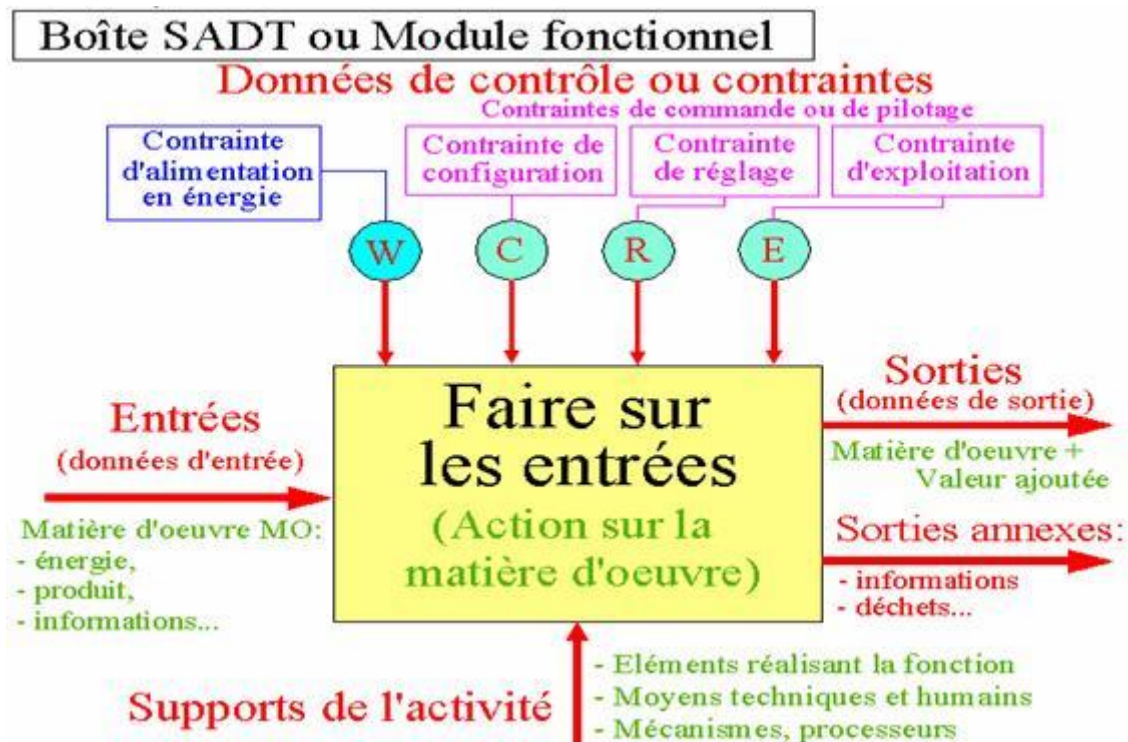 Boîte SADT ou Module fonctionnel
Données de contrôle ou contraintes
Contraintes de commande ou de pilotage
Contrainte
d'alimentation
en énergie
Contrainte de
configuration
Contrainte
de réglage
Contrainte
d'exploitation
W
C
R
E
Entrées
(données d'entrée)
Matière d'oeuvre MO:
- énergie,
- produit,
- informations...
Faire sur
les entrées
(Action sur la
matière d'oeuvre)
Sorties
(données de sortie)
Matière d'oeuvre +
Valeur ajoutée
Sorties annexes:
- informations
- déchets...
Supports de l'activité
- Eléments réalisant la fonction
- Moyens techniques et humains
- Mécanismes, processeurs